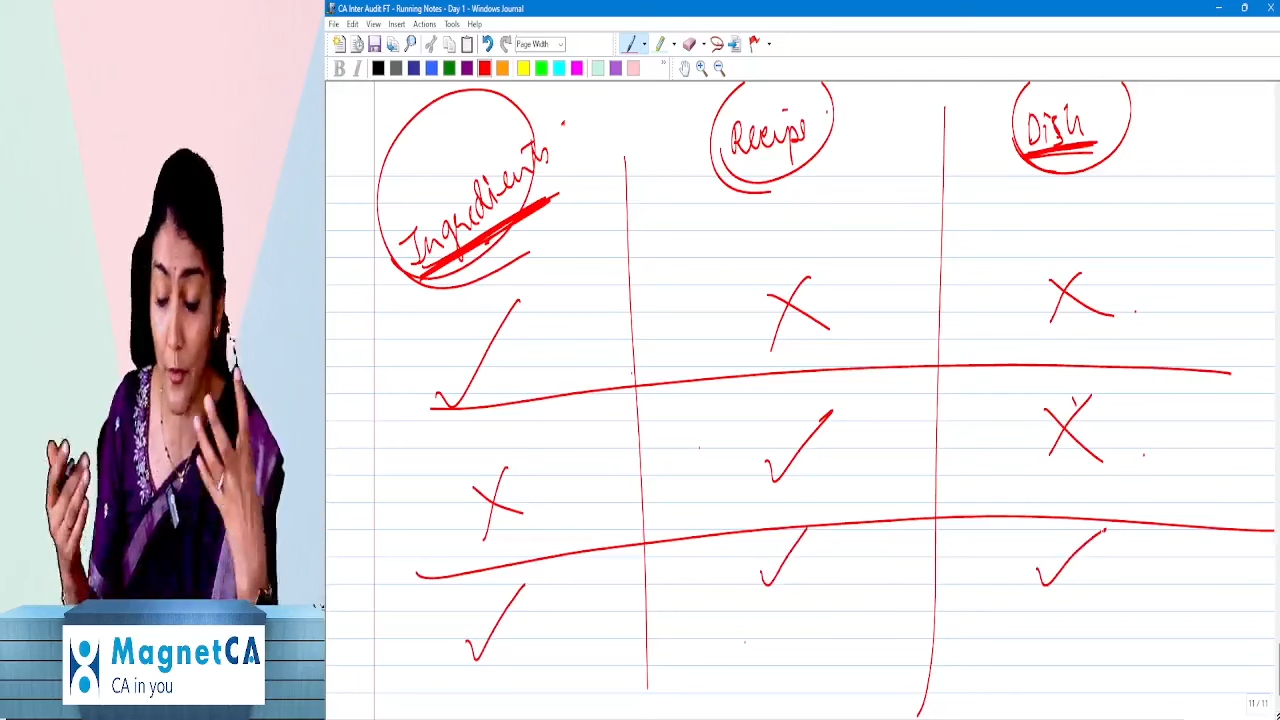 CA Inter Audit FT - Running Notes - Day 1 - Windows Journal
File Edit View Insert Actions Tools Help
Page Width
B I
Ingredients
Recipe
Dish
MagnetCA
CA in you
11 / 11